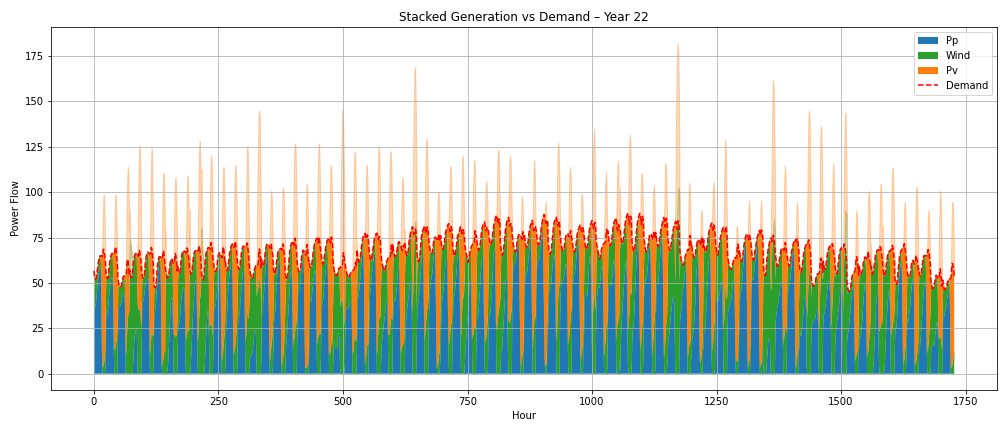 Stacked Generation vs Demand – Year 22
Pp
Wind
Pv
Demand
175
150
125
100
75
50
25
0
Power Flow
0 250 500 750 1000 1250 1500 1750
Hour